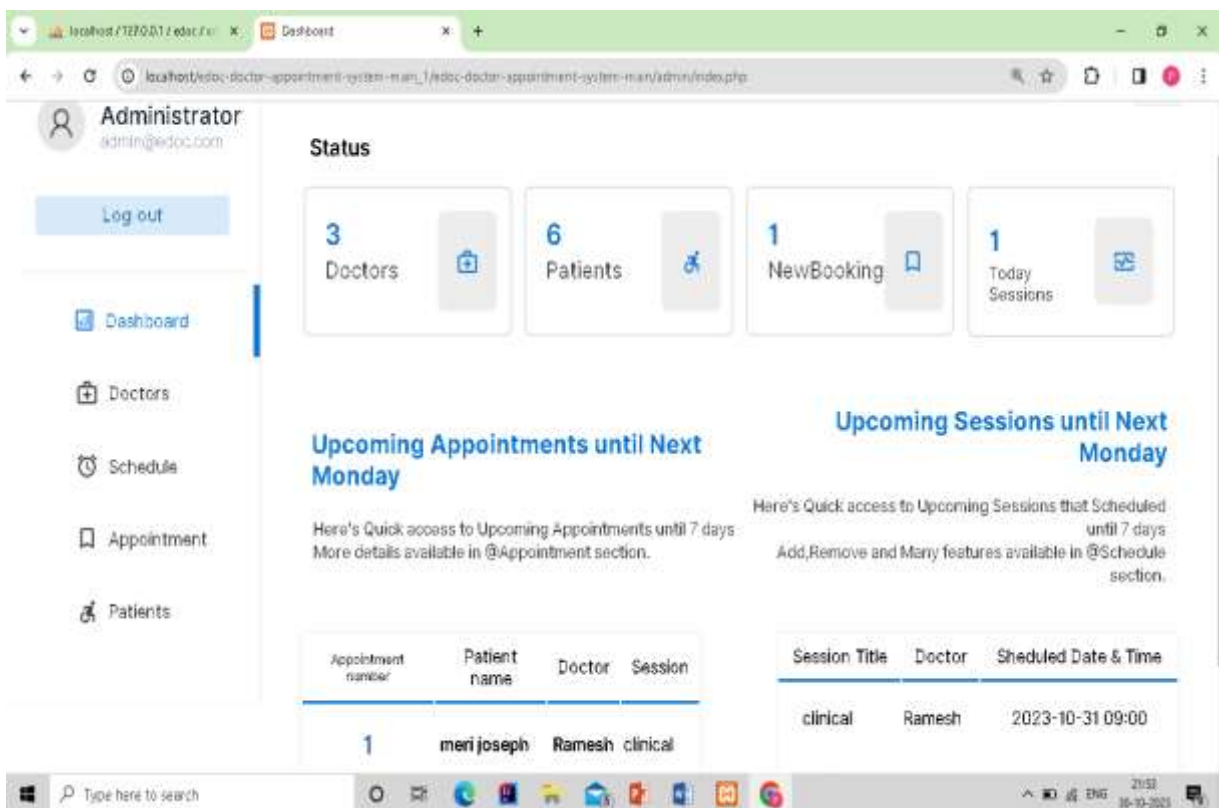 Dashboard
Administrator
admin@edoc.com
Log out
Dashboard
Doctors
Schedule
Appointment
Patients
Status
3
Doctors
6
Patients
1
NewBooking
1
Today
Sessions
Upcoming Appointments until Next
Monday
Here's Quick access to Upcoming Appointments until 7 days
More details available in @Appointment section.
Appointment
number
Patient
name
Doctor
Session
1
meri joseph
Ramesh
clinical
Upcoming Sessions until Next
Monday
Here's Quick access to Upcoming Sessions that Scheduled
until 7 days
Add,Remove and Many features available in @Schedule
section.
Session Title
Doctor
Sheduled Date & Time
clinical
Ramesh
2023-10-31 09:00
Type here to search
ENG